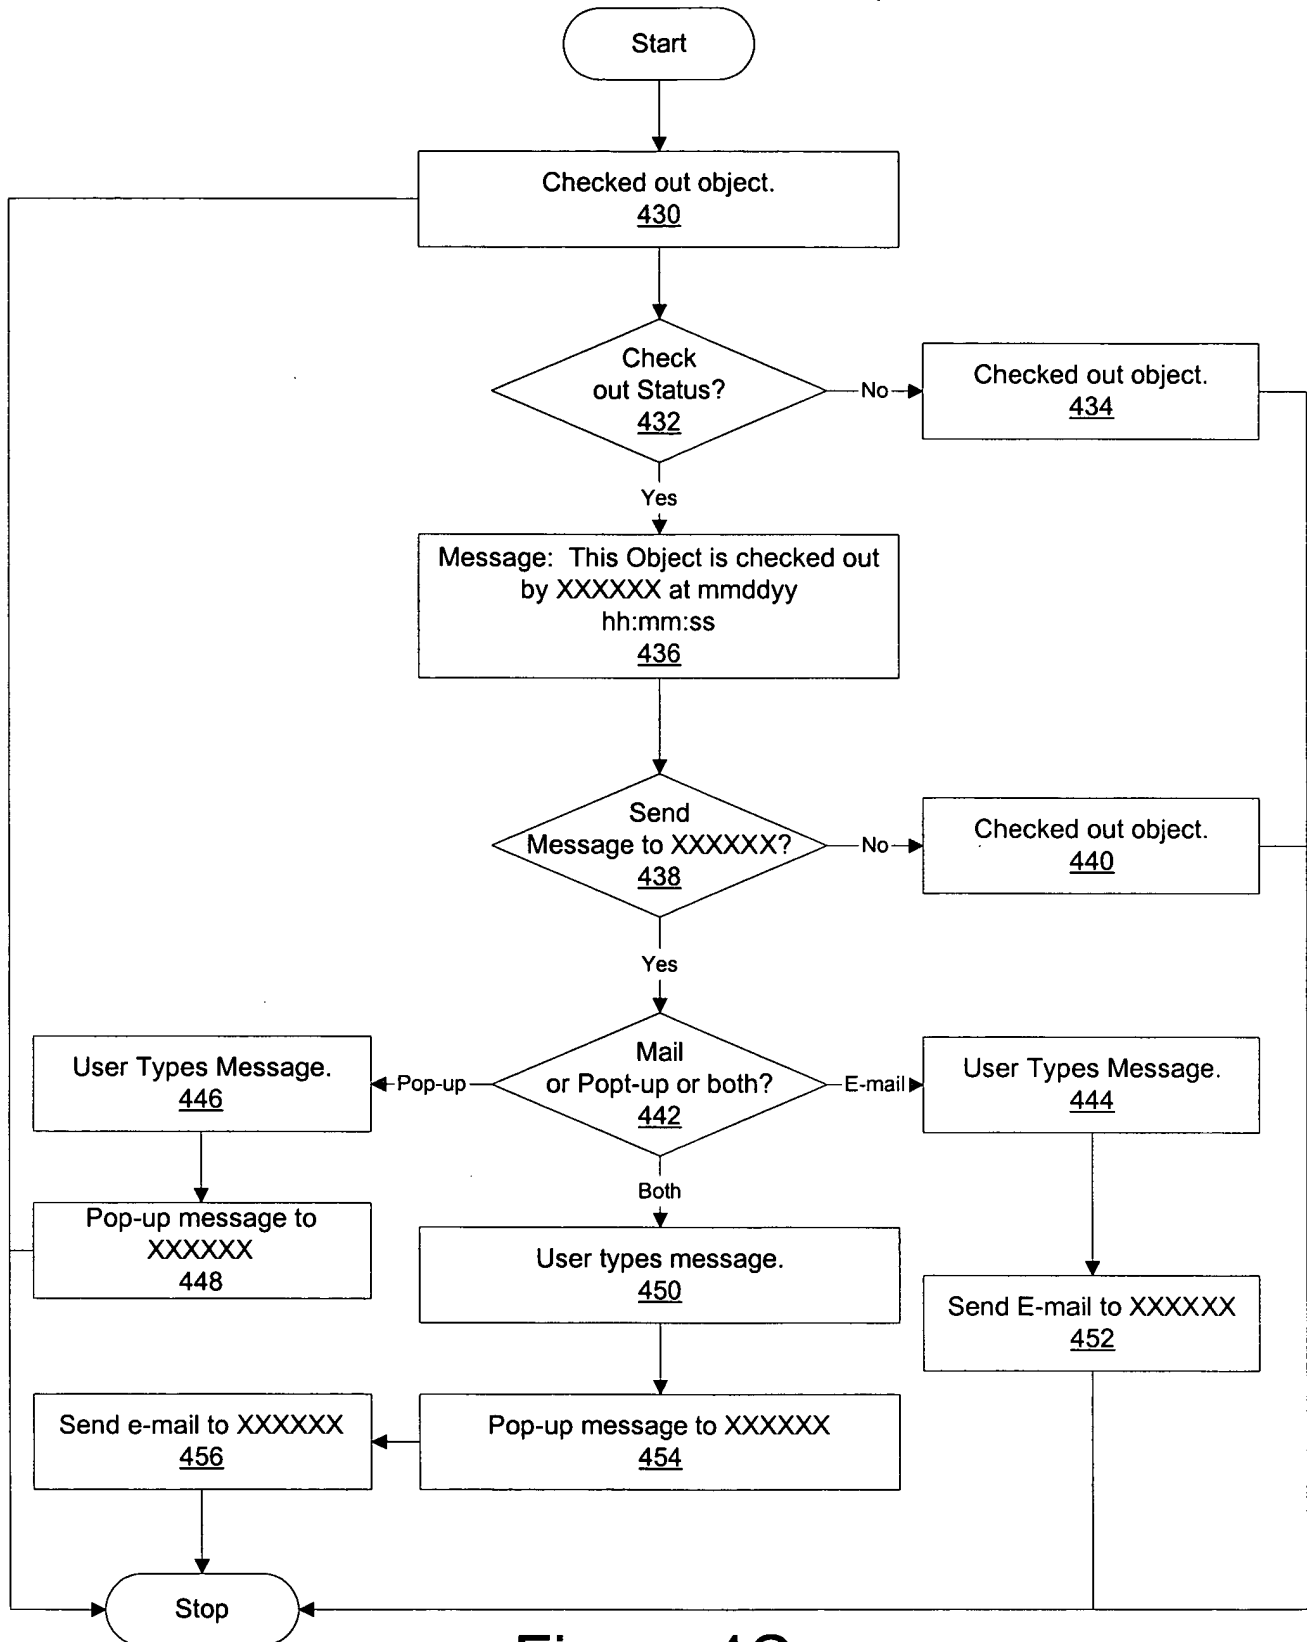 Start
Checked out object.
430
Check
out Status?
432
No
Checked out object.
434
Yes
Message: This Object is checked out
by XXXXXX at mmddyy
hh:mm:ss
436
Send
Message to XXXXXX?
438
No
Checked out object.
440
Yes
Mail
or Popt-up or both?
442
Pop-up
User Types Message.
446
E-mail
User Types Message.
444
Both
Pop-up message to
XXXXXX
448
User types message.
450
Send E-mail to XXXXXX
452
Send e-mail to XXXXXX
456
Pop-up message to XXXXXX
454
Stop